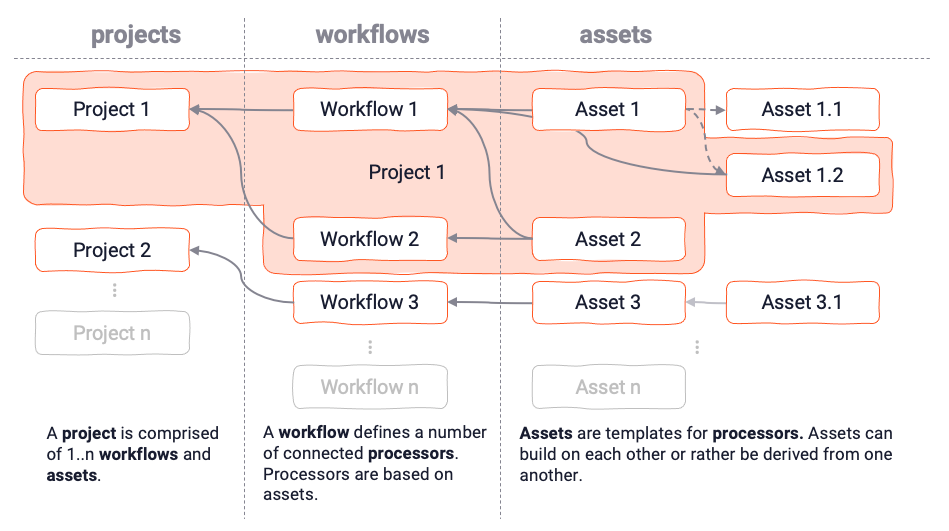 projects
workflows
assets
Project 1
Workflow 1
Asset 1
Asset 1.1
Project 1
Asset 1.2
Project 2
Workflow 2
Asset 2
Workflow 3
Asset 3
Asset 3.1
Project n
Workflow n
Asset n
A project is comprised
of 1..n workflows and
assets.
A workflow defines a number
of connected processors.
Processors are based on
assets.
Assets are templates for processors. Assets can
build on each other or rather be derived from one
another.